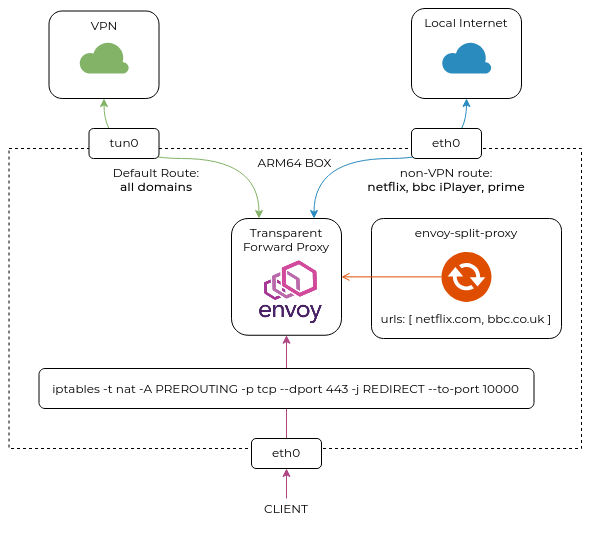 VPN
Local Internet
tun0
eth0
Default Route:
all domains
ARM64 BOX
non-VPN route:
netflix, bbc iPlayer, prime
Transparent
Forward Proxy
envoy
envoy-split-proxy
urls: [ netflix.com, bbc.co.uk ]
iptables -t nat -A PREROUTING -p tcp --dport 443 -j REDIRECT --to-port 10000
eth0
CLIENT